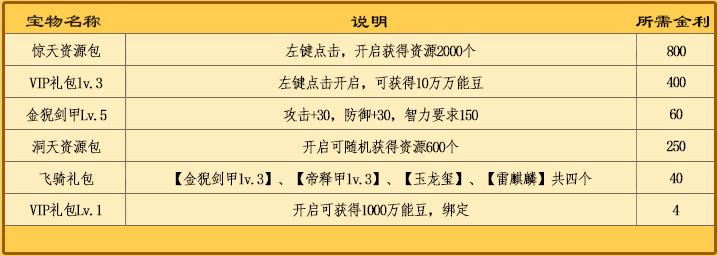 宝物名称 说明 所需金利
惊天资源包 左键点击，开启获得资源2000个 800
VIP礼包lv.3 左键点击开启，可获得10万万能豆 400
金猊剑甲Lv.5 攻击+30，防御+30，智力要求150 60
洞天资源包 开启可随机获得资源600个 250
飞骑礼包 【金猊剑甲lv.3】、【帝释甲lv.3】、【玉龙玺】、【雷麒麟】共四个 40
VIP礼包Lv.1 开启可获得1000万能豆，绑定 4